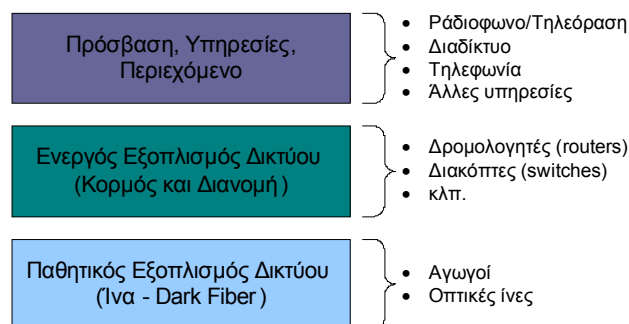 Πρόσβαση, Υπηρεσίες,
Περιεχόμενο
• Ράδιοφωνο/Τηλεόραση
• Διαδίκτυο
• Τηλεφωνία
• Άλλες υπηρεσίες
Ενεργός Εξοπλισμός Δικτύου
(Κορμός και Διανομή)
• Δρομολογητές (routers)
• Διακόπτες (switches)
• κλπ.
Παθητικός Εξοπλισμός Δικτύου
(Ίνα - Dark Fiber)
• Αγωγοί
• Οπτικές ίνες